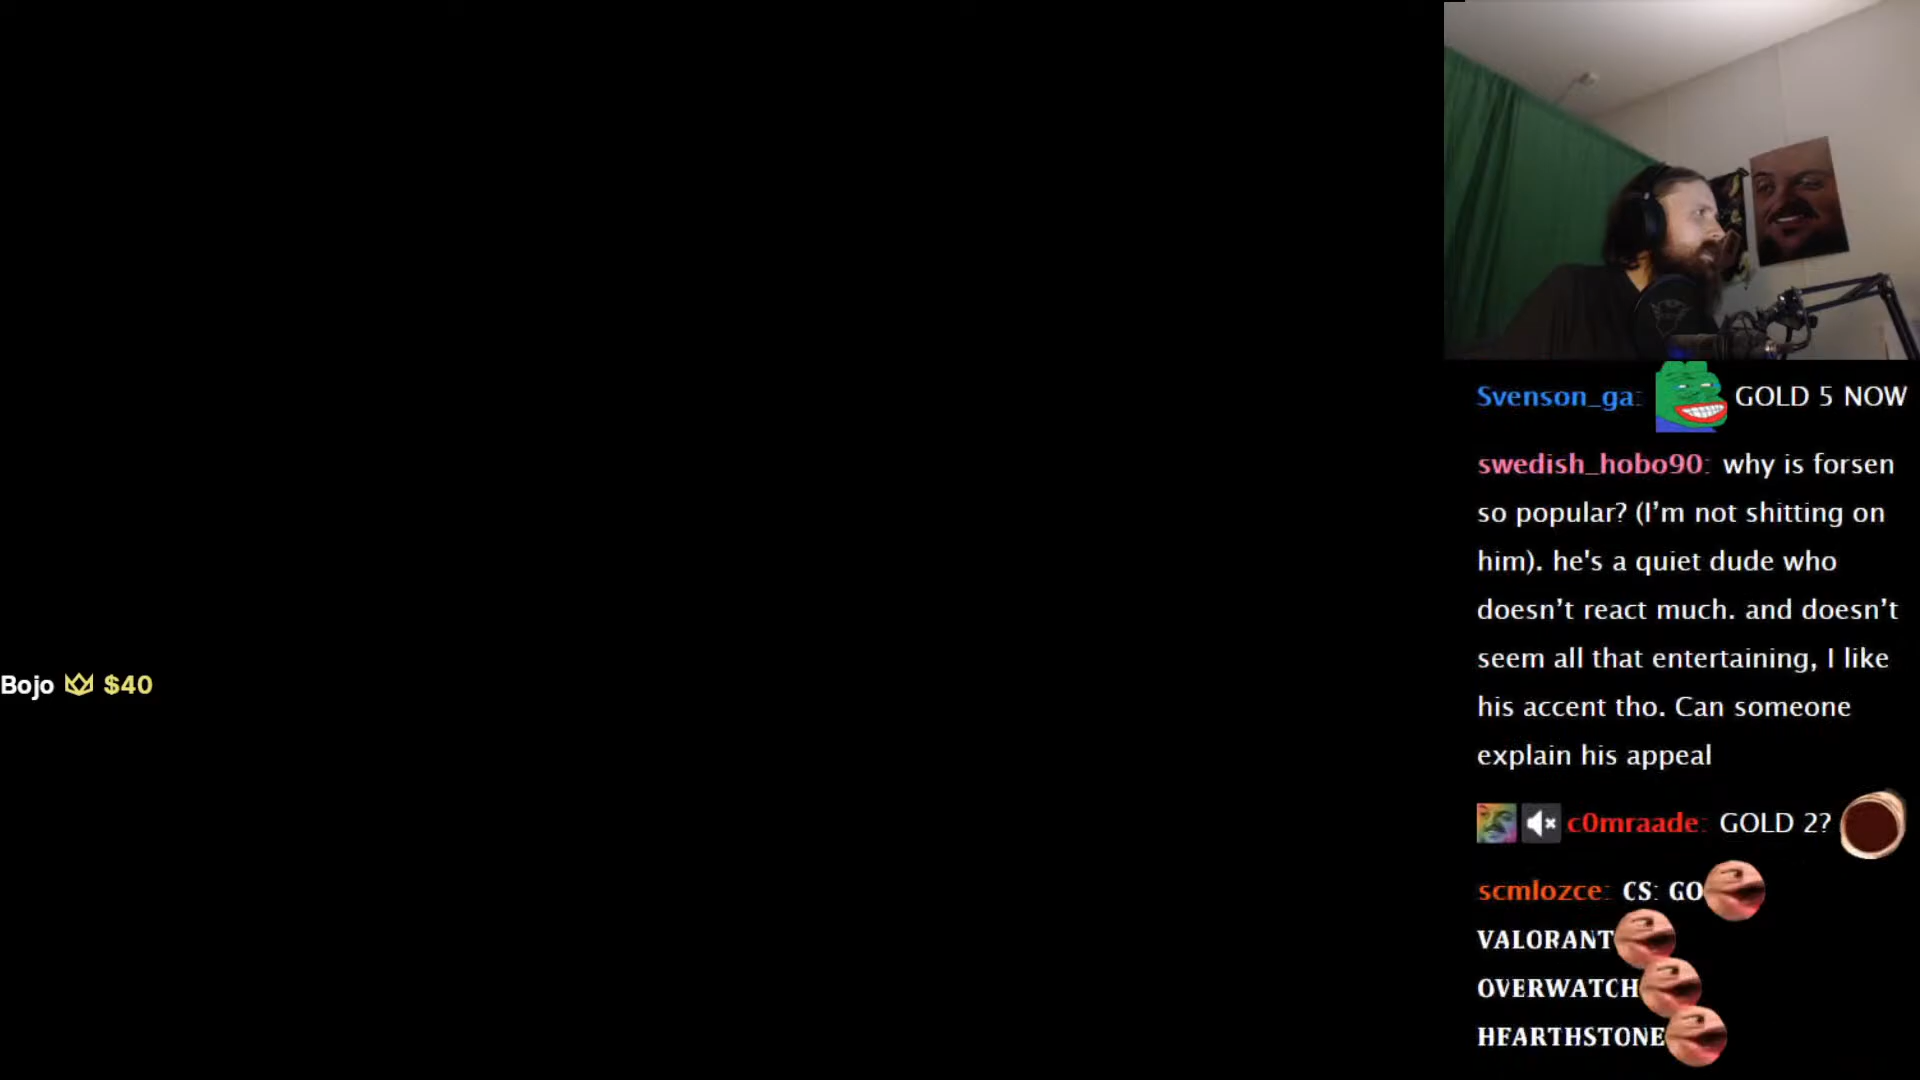 Svenson_ga: GOLD 5 NOW
swedish_hobo90: why is forsen
so popular? (I’m not shitting on
him). he's a quiet dude who
doesn’t react much. and doesn’t
seem all that entertaining, I like
his accent tho. Can someone
explain his appeal
Bojo $40
c0mraade: GOLD 2?
scmlozce: CS: GO
VALORANT
OVERWATCH
HEARTHSTONE